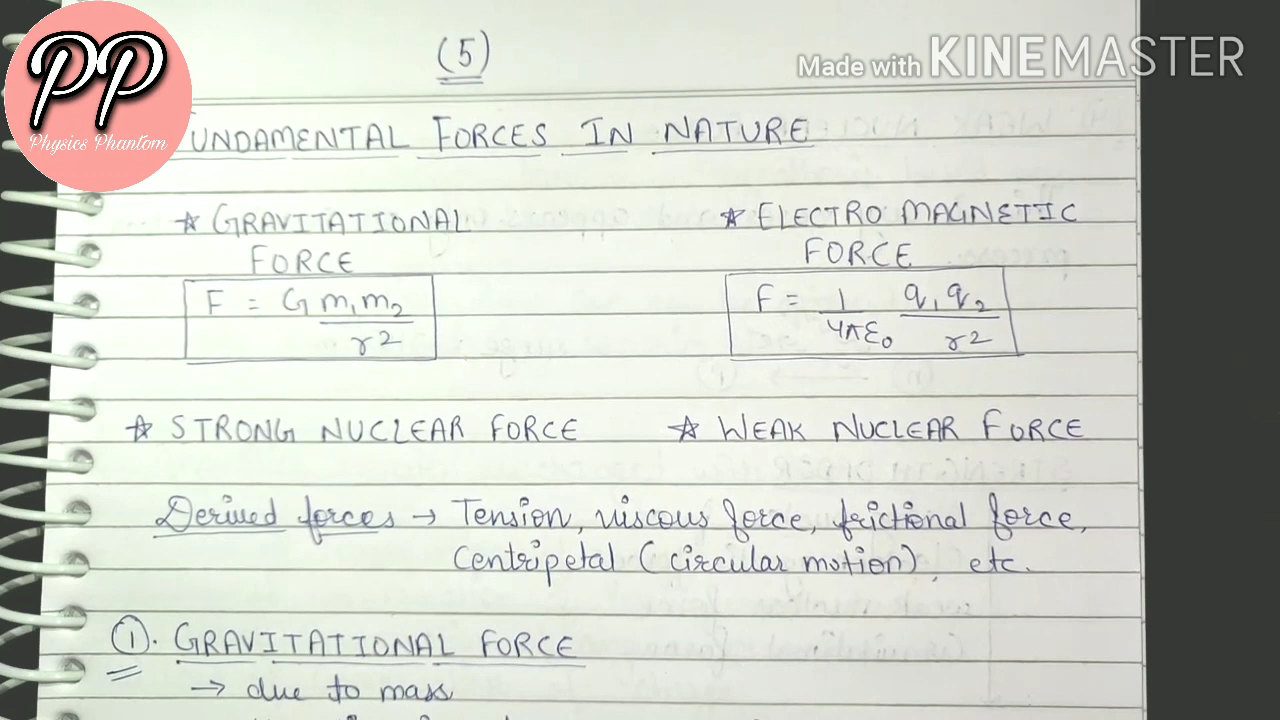 PP
Physics Phantom
Made with KINEMASTER
(5)
FUNDAMENTAL FORCES IN NATURE
☆ GRAVITATIONAL FORCE
F = G m₁m₂ / r²
☆ ELECTRO MAGNETIC FORCE
F = 1 / 4πε₀ q₁q₂ / r²
☆ STRONG NUCLEAR FORCE ☆ WEAK NUCLEAR FORCE
Derived forces → Tension, viscous force, frictional force,
Centripetal (circular motion), etc.
①. GRAVITATIONAL FORCE
→ due to mass